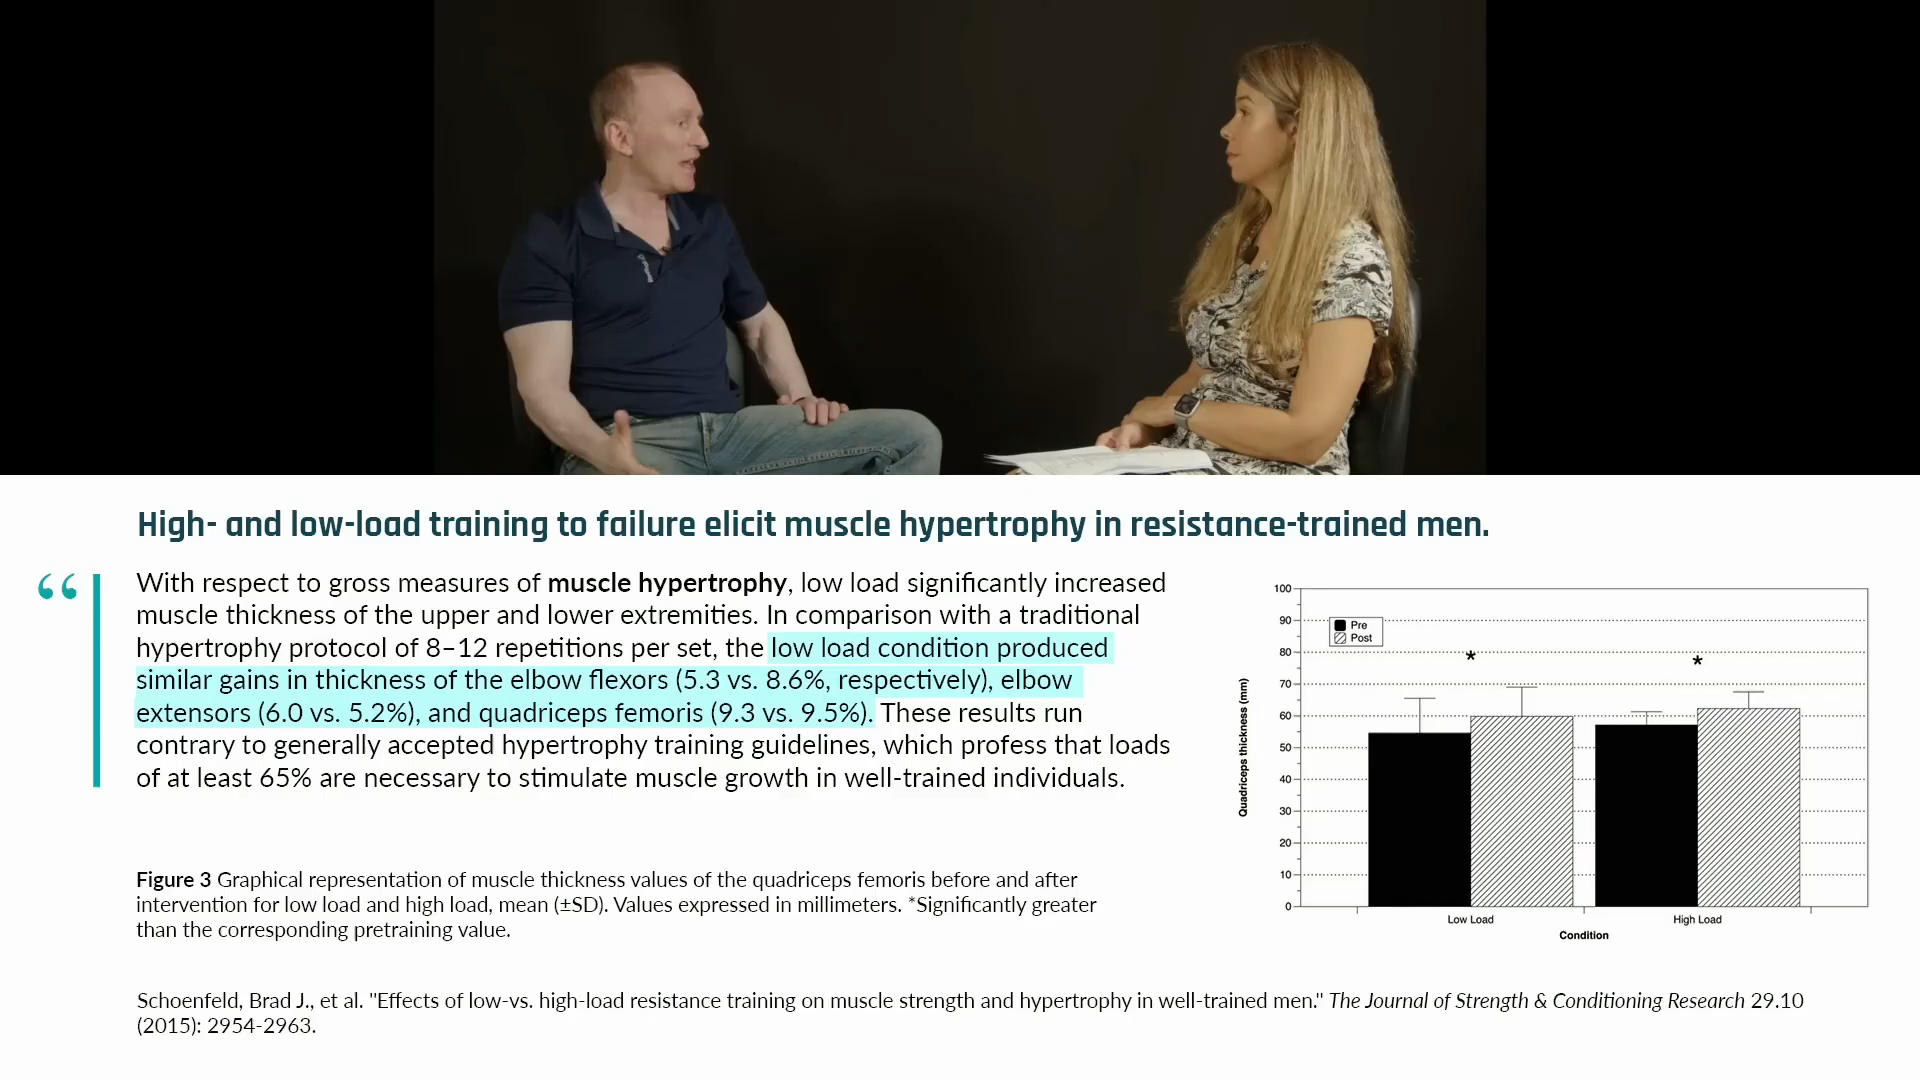 High- and low-load training to failure elicit muscle hypertrophy in resistance-trained men.
“
With respect to gross measures of muscle hypertrophy, low load significantly increased
muscle thickness of the upper and lower extremities. In comparison with a traditional
hypertrophy protocol of 8–12 repetitions per set, the low load condition produced
similar gains in thickness of the elbow flexors (5.3 vs. 8.6%, respectively), elbow
extensors (6.0 vs. 5.2%), and quadriceps femoris (9.3 vs. 9.5%). These results run
contrary to generally accepted hypertrophy training guidelines, which profess that loads
of at least 65% are necessary to stimulate muscle growth in well-trained individuals.
Figure 3 Graphical representation of muscle thickness values of the quadriceps femoris before and after
intervention for low load and high load, mean (±SD). Values expressed in millimeters. *Significantly greater
than the corresponding pretraining value.
Quadriceps thickness (mm)
100
90
80
70
60
50
40
30
20
10
0
Pre
Post
*
*
Low Load
High Load
Condition
Schoenfeld, Brad J., et al. "Effects of low-vs. high-load resistance training on muscle strength and hypertrophy in well-trained men." The Journal of Strength & Conditioning Research 29.10
(2015): 2954-2963.